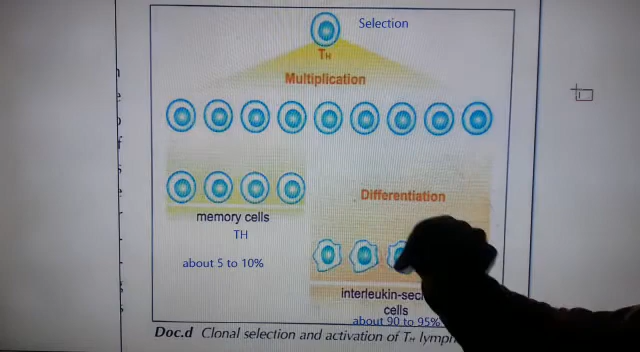 Selection
TH
Multiplication
Differentiation
memory cells
TH
about 5 to 10%
interleukin-sec
cells
about 90 to 95%
Doc.d Clonal selection and activation of TH lymp